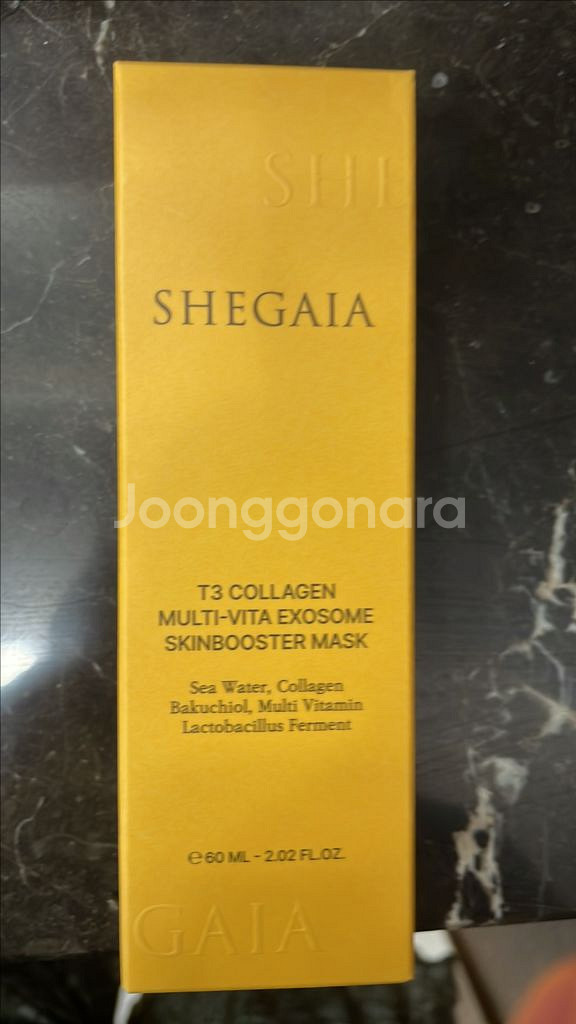 SHE
SHEGAIA
Joonggonara
T3 COLLAGEN
MULTI-VITA EXOSOME
SKINBOOSTER MASK
Sea Water, Collagen
Bakuchiol, Multi Vitamin
Lactobacillus Ferment
℮60 ML - 2.02 FL.OZ.
GAIA